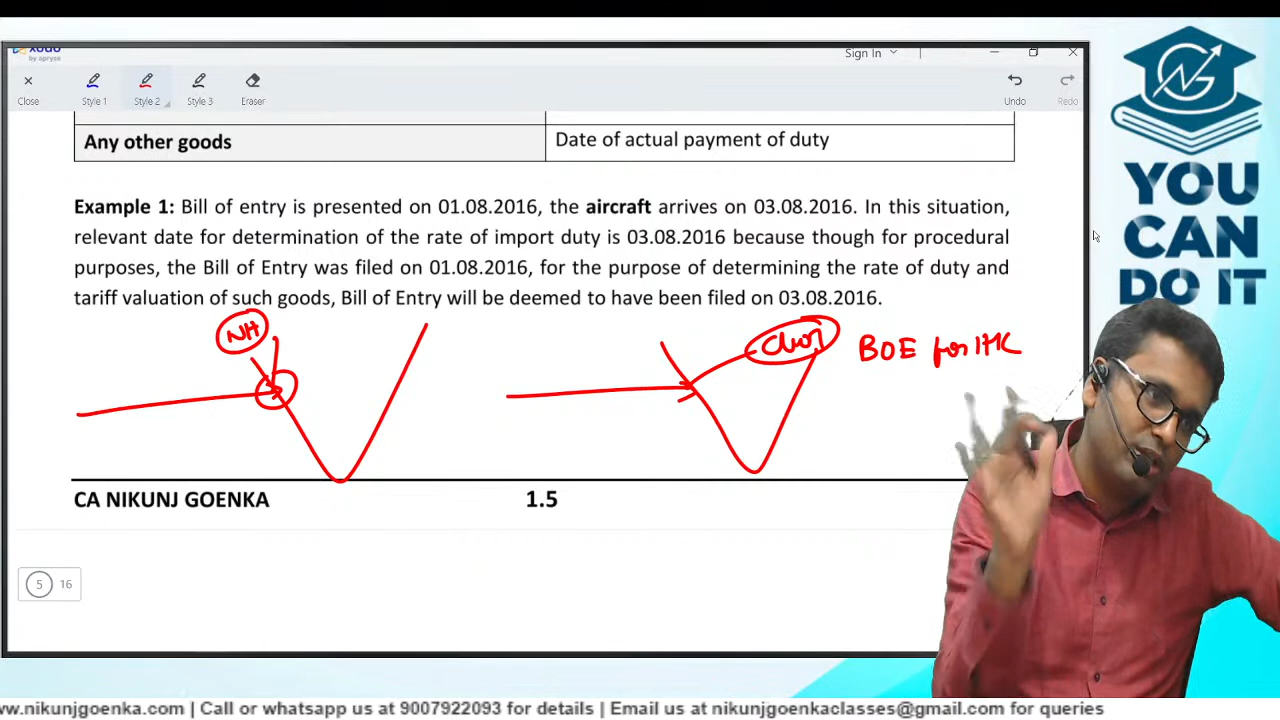 by apryse
Sign In
Close
Style 1
Style 2
Style 3
Eraser
Undo
Redo
Any other goods
Date of actual payment of duty
Example 1: Bill of entry is presented on 01.08.2016, the aircraft arrives on 03.08.2016. In this situation,
relevant date for determination of the rate of import duty is 03.08.2016 because though for procedural
purposes, the Bill of Entry was filed on 01.08.2016, for the purpose of determining the rate of duty and
tariff valuation of such goods, Bill of Entry will be deemed to have been filed on 03.08.2016.
NH
BOE for
CA NIKUNJ GOENKA
1.5
5 16
YOU
CAN
DO IT
www.nikunjgoenka.com | Call or whatsapp us at 9007922093 for details | Email us at nikunjgoenkaclasses@gmail.com for queries